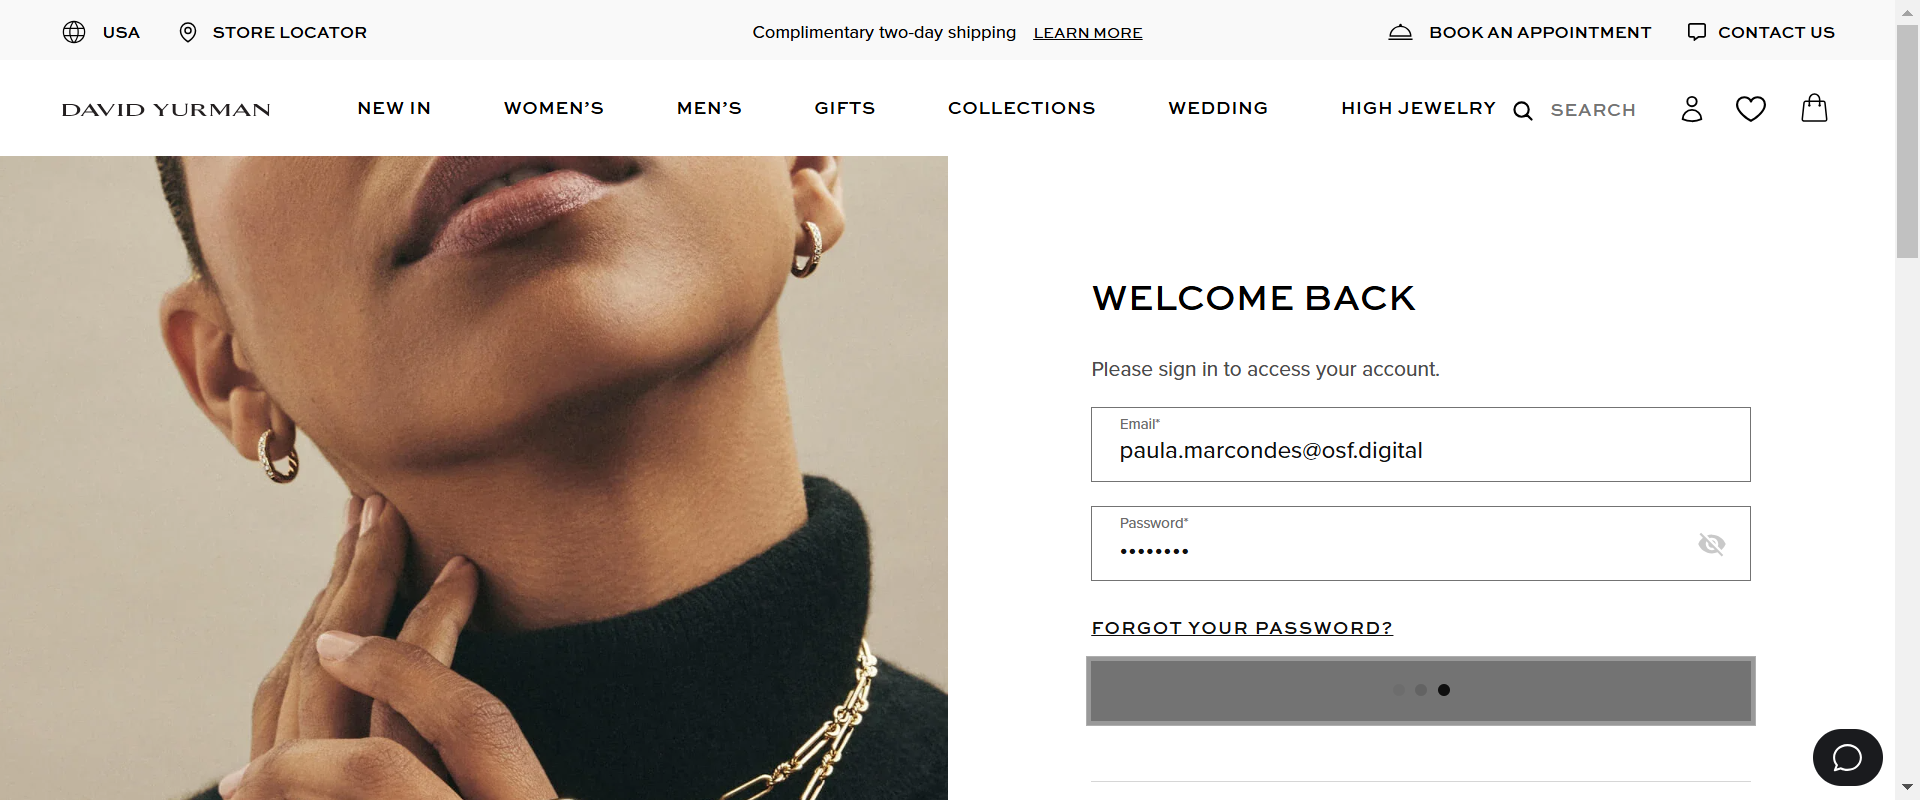 USA
STORE LOCATOR
Complimentary two-day shipping LEARN MORE
BOOK AN APPOINTMENT
CONTACT US
DAVID YURMAN
NEW IN
WOMEN’S
MEN’S
GIFTS
COLLECTIONS
WEDDING
HIGH JEWELRY
SEARCH
WELCOME BACK
Please sign in to access your account.
Email*
paula.marcondes@osf.digital
Password*
••••••••
FORGOT YOUR PASSWORD?